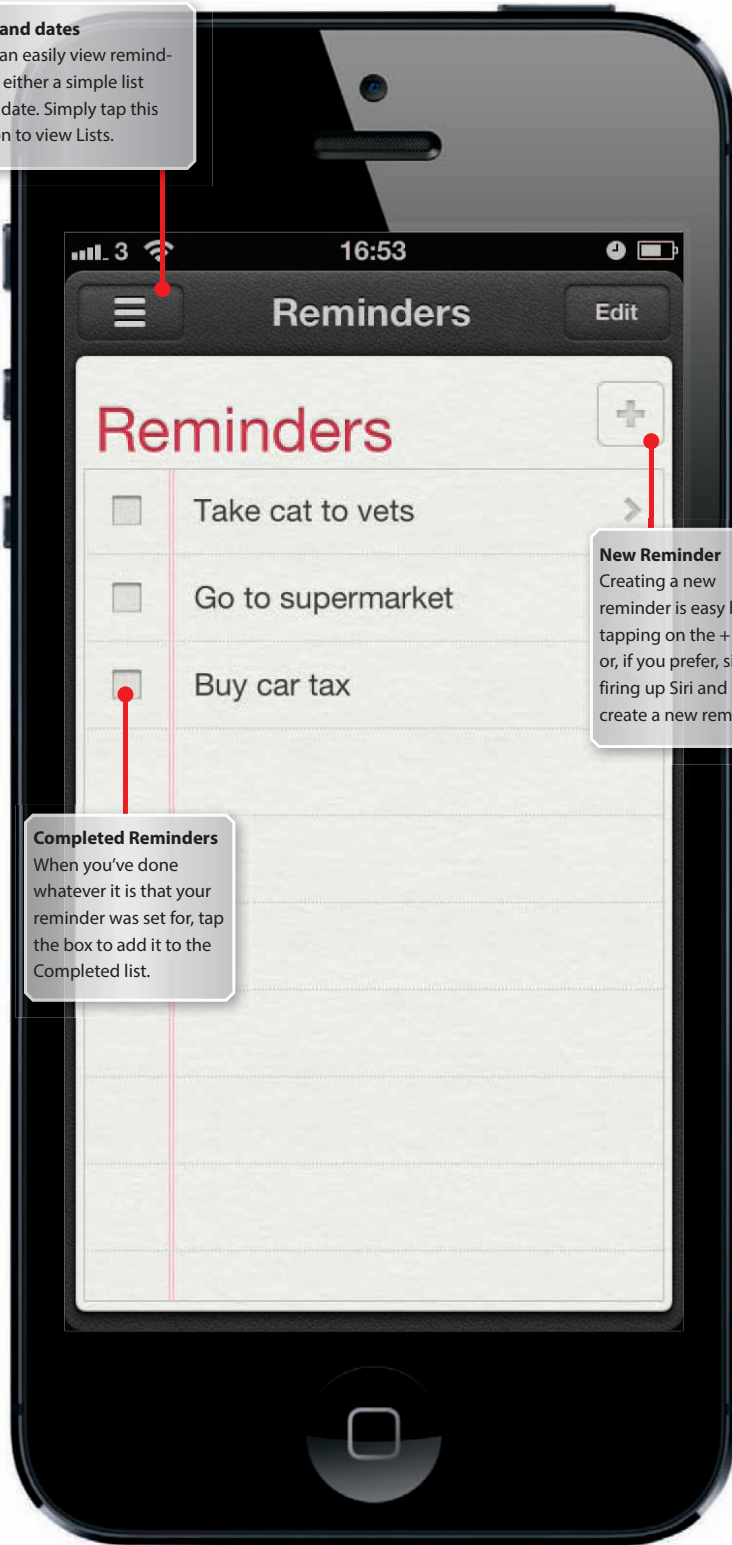 and dates
an easily view remind-
either a simple list
date. Simply tap this
n to view Lists.
3 16:53
Reminders Edit
Reminders
Take cat to vets
Go to supermarket
Buy car tax
New Reminder
Creating a new
reminder is easy
tapping on the +
or, if you prefer,
firing up Siri and
create a new
Completed Reminders
When you've done
whatever it is that your
reminder was set for, tap
the box to add it to the
Completed list.